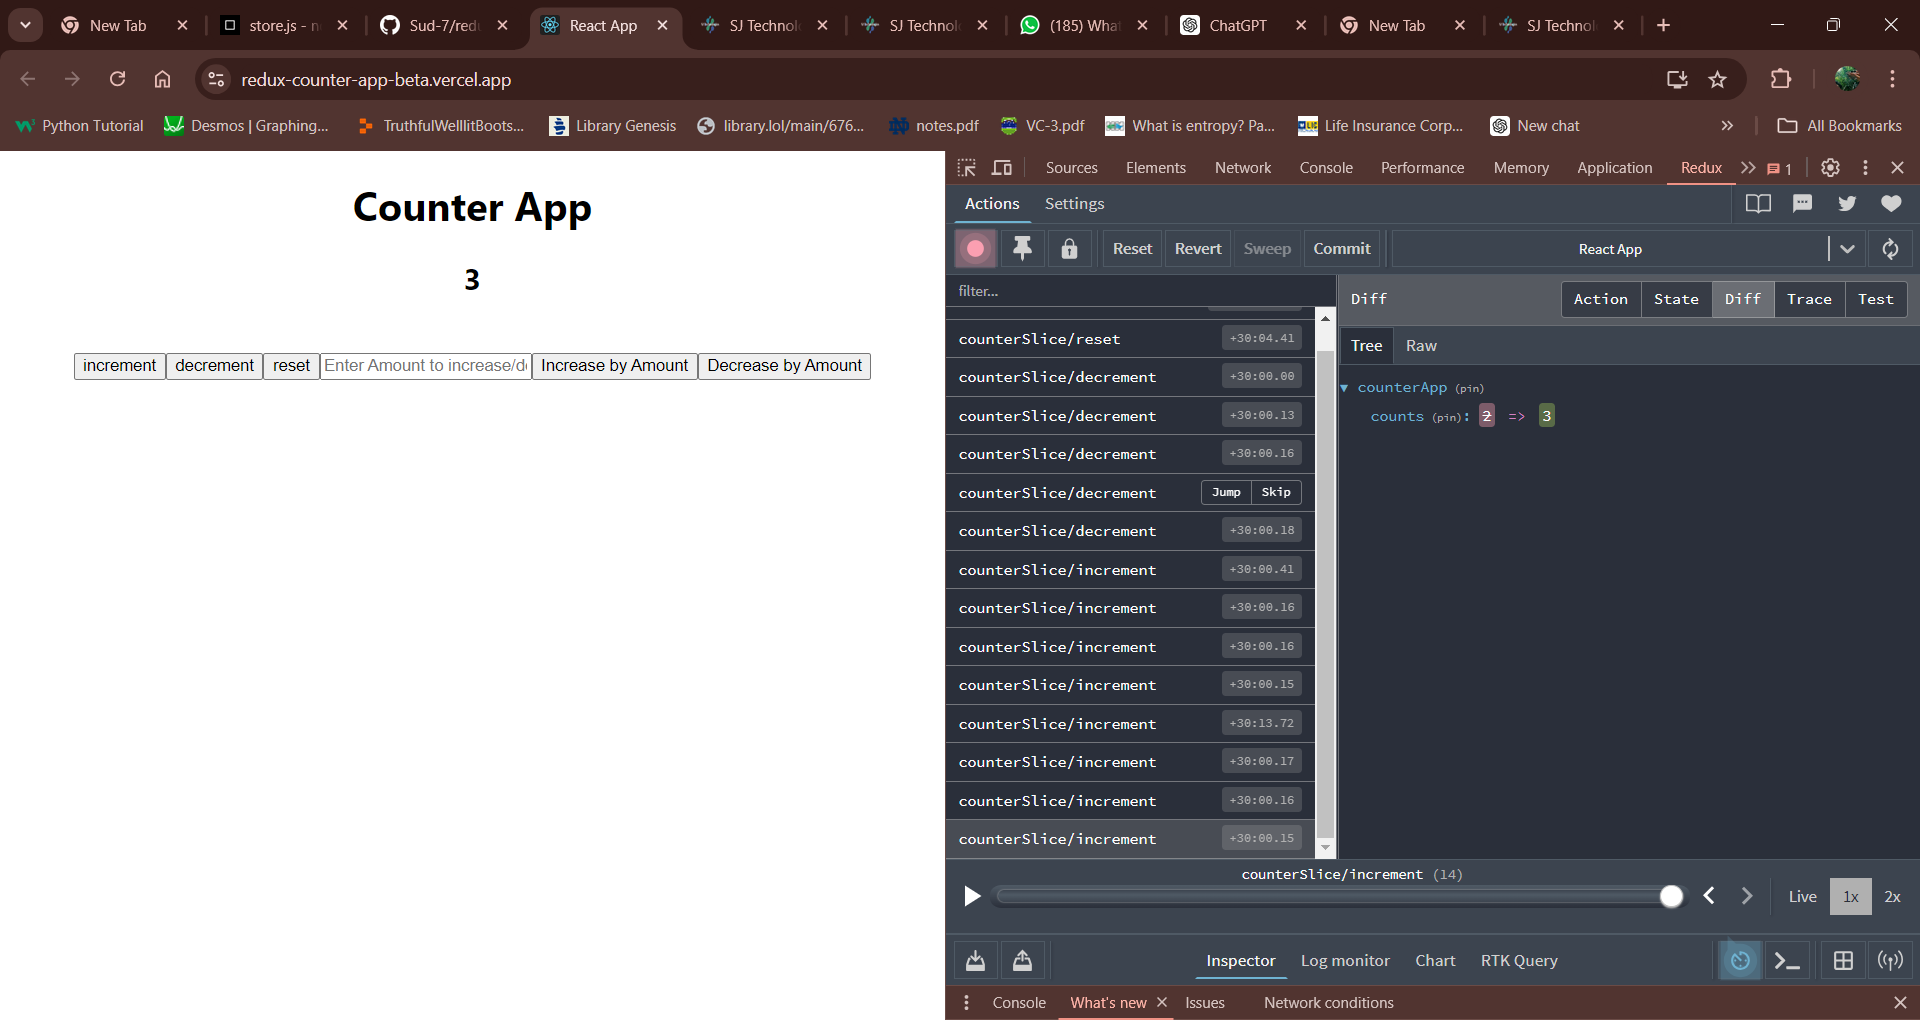 New Tab
store.js - n
Sud-7/redu
React App
SJ Technolo
SJ Technolo
(185) What
ChatGPT
New Tab
SJ Technolo
redux-counter-app-beta.vercel.app
Python Tutorial
Desmos | Graphing...
TruthfulWelllitBoots...
Library Genesis
library.lol/main/676...
notes.pdf
VC-3.pdf
What is entropy? Pa...
Life Insurance Corp...
New chat
All Bookmarks
Counter App
3
increment decrement reset Enter Amount to increase/de Increase by Amount Decrease by Amount
Sources Elements Network Console Performance Memory Application Redux 1
Actions Settings
Reset Revert Sweep Commit React App
filter...
counterSlice/reset +30:04.41
counterSlice/decrement +30:00.00
counterSlice/decrement +30:00.13
counterSlice/decrement +30:00.16
counterSlice/decrement Jump Skip
counterSlice/decrement +30:00.18
counterSlice/increment +30:00.41
counterSlice/increment +30:00.16
counterSlice/increment +30:00.16
counterSlice/increment +30:00.15
counterSlice/increment +30:13.72
counterSlice/increment +30:00.17
counterSlice/increment +30:00.16
counterSlice/increment +30:00.15
Diff Action State Diff Trace Test
Tree Raw
counterApp (pin)
counts (pin): 2 => 3
counterSlice/increment (14)
Live 1x 2x
Inspector Log monitor Chart RTK Query
Console What's new Issues Network conditions